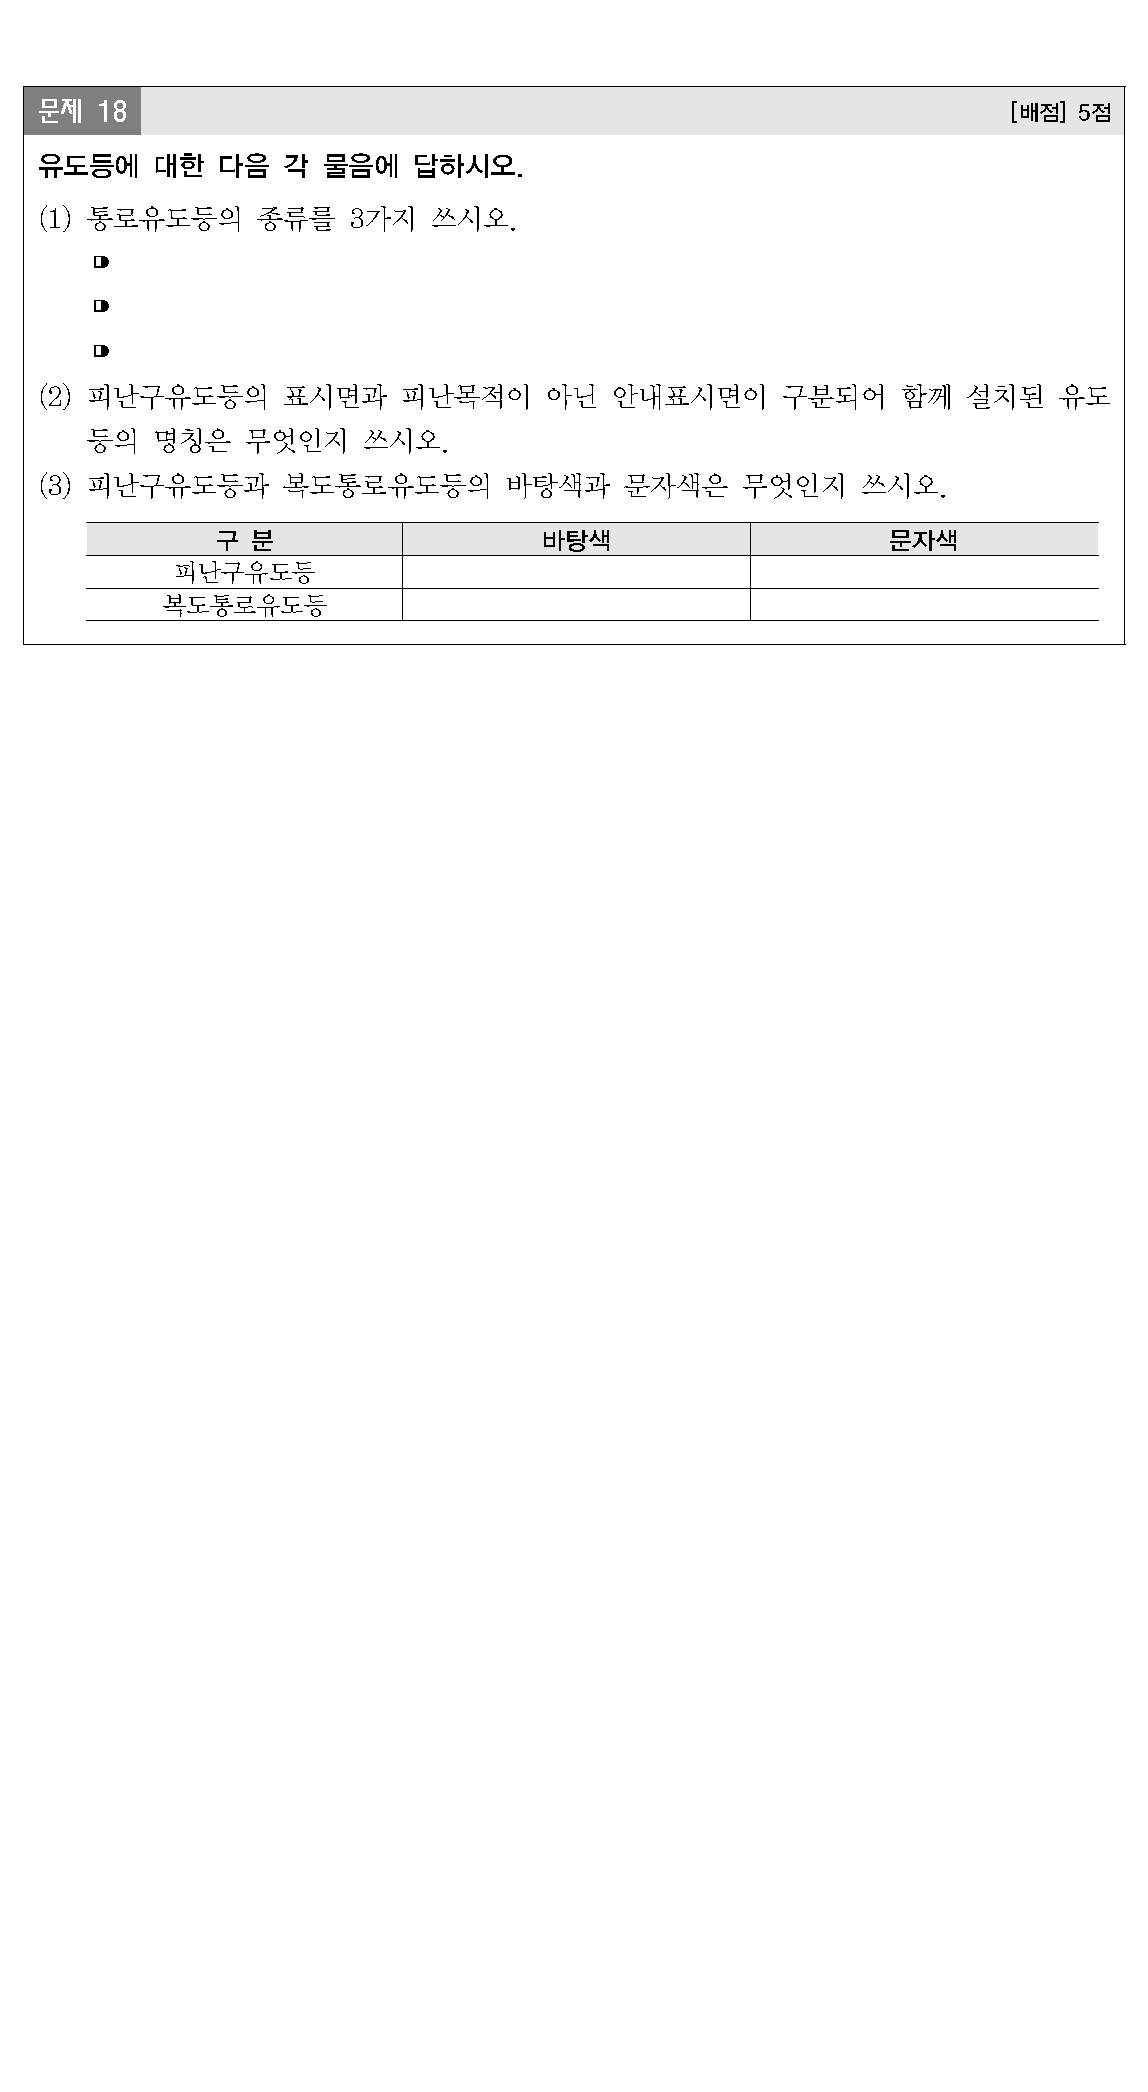 문제 18 [배점] 5점
유도등에 대한 다음 각 물음에 답하시오.
(1) 통로유도등의 종류를 3가지 쓰시오.
(2) 피난구유도등의 표시면과 피난목적이 아닌 안내표시면이 구분되어 함께 설치된 유도
등의 명칭은 무엇인지 쓰시오.
(3) 피난구유도등과 복도통로유도등의 바탕색과 문자색은 무엇인지 쓰시오.
구 분 바탕색 문자색
피난구유도등
복도통로유도등